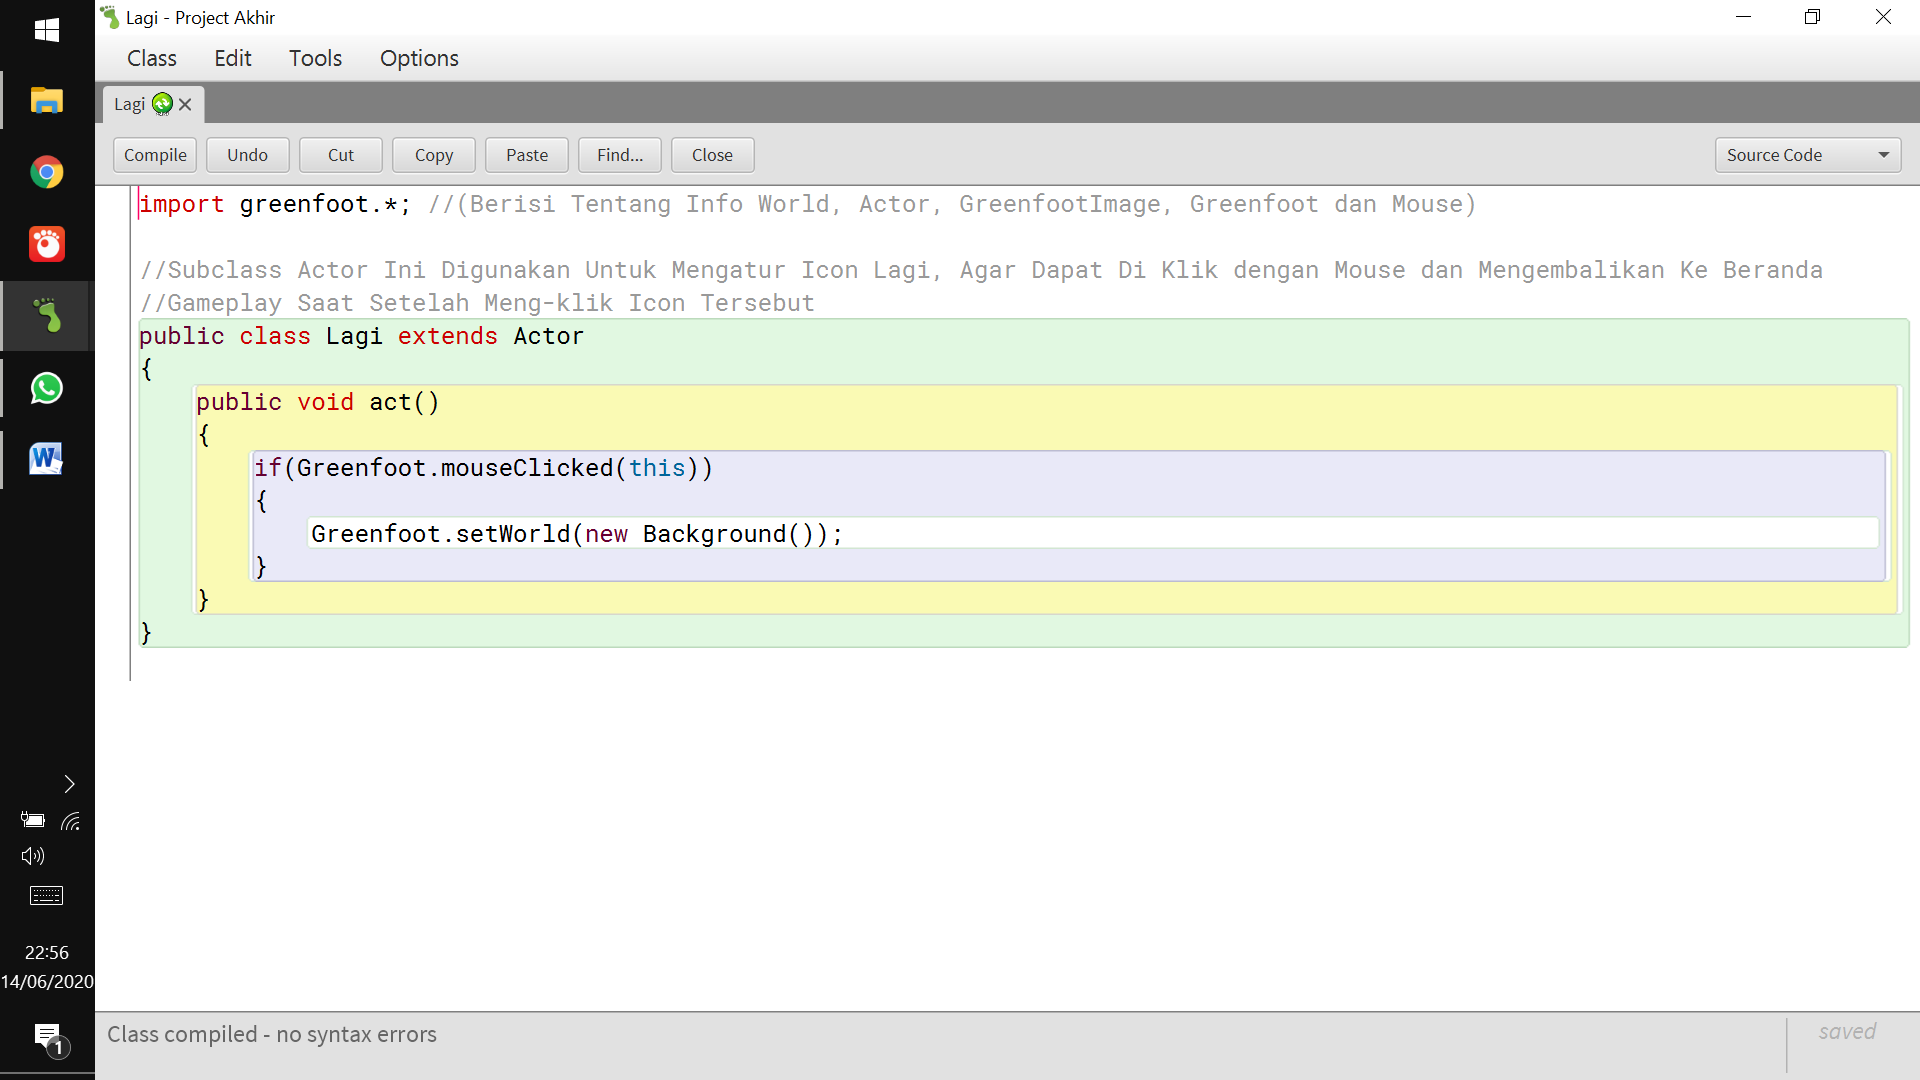 Lagi - Project Akhir
Class Edit Tools Options
Lagi
Compile Undo Cut Copy Paste Find... Close Source Code
import greenfoot.*; //(Berisi Tentang Info World, Actor, GreenfootImage, Greenfoot dan Mouse)
//Subclass Actor Ini Digunakan Untuk Mengatur Icon Lagi, Agar Dapat Di Klik dengan Mouse dan Mengembalikan Ke Beranda
//Gameplay Saat Setelah Meng-klik Icon Tersebut
public class Lagi extends Actor
{
public void act()
{
if(Greenfoot.mouseClicked(this))
{
Greenfoot.setWorld(new Background());
}
}
}
22:56
14/06/2020
1
Class compiled - no syntax errors
saved